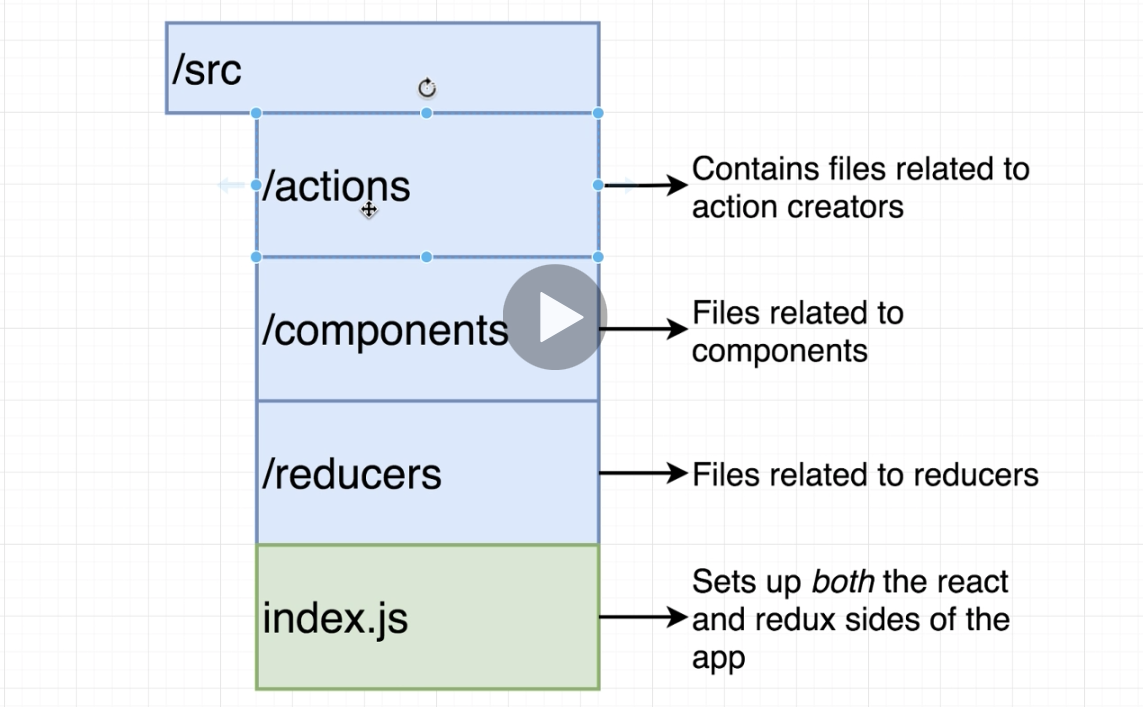 /src
/actions
Contains files related to
action creators
/components
Files related to
components
/reducers
Files related to reducers
index.js
Sets up both the react
and redux sides of the
app